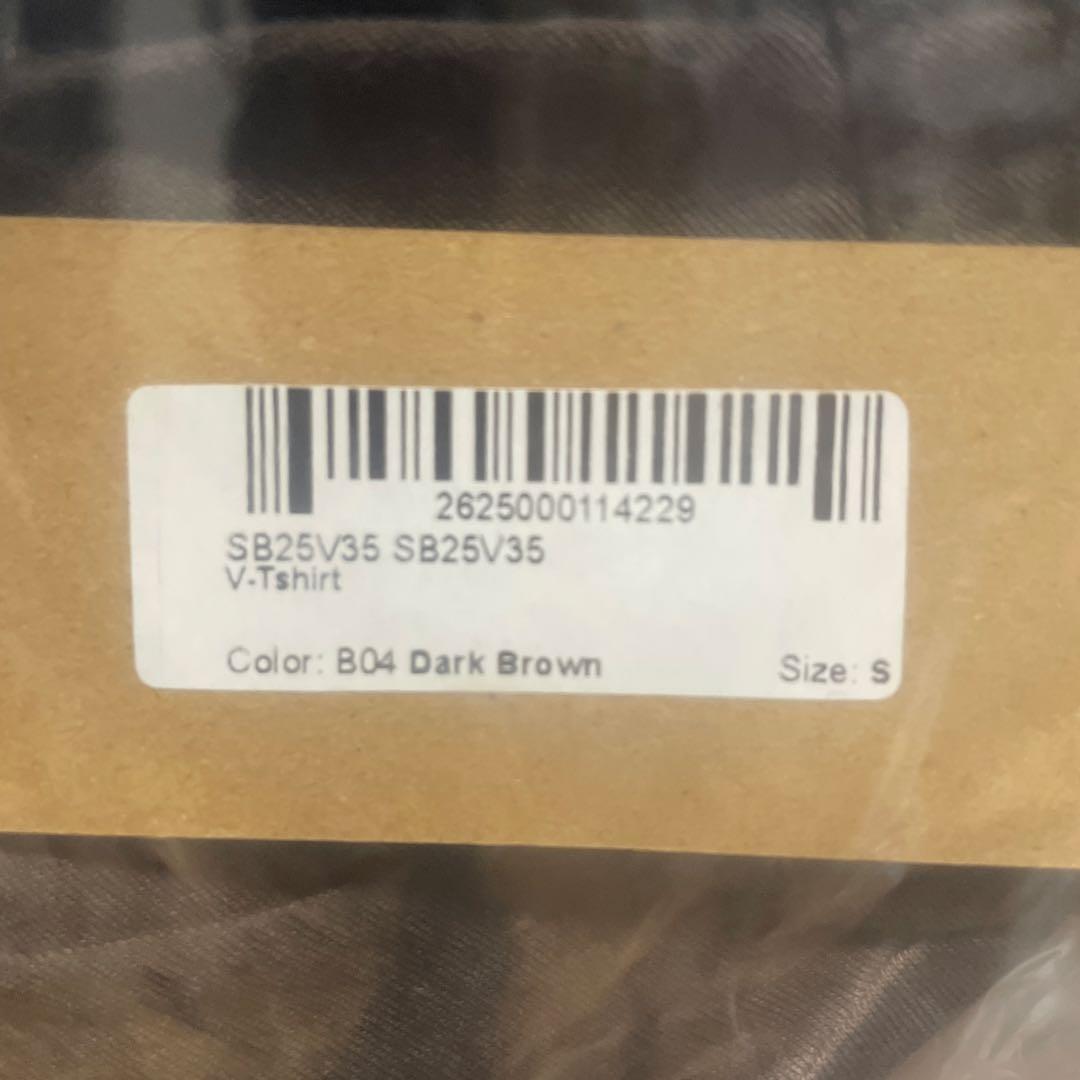 2625000114229
SB25V35 SB25V35
V-Tshirt
Color: B04 Dark Brown Size: S